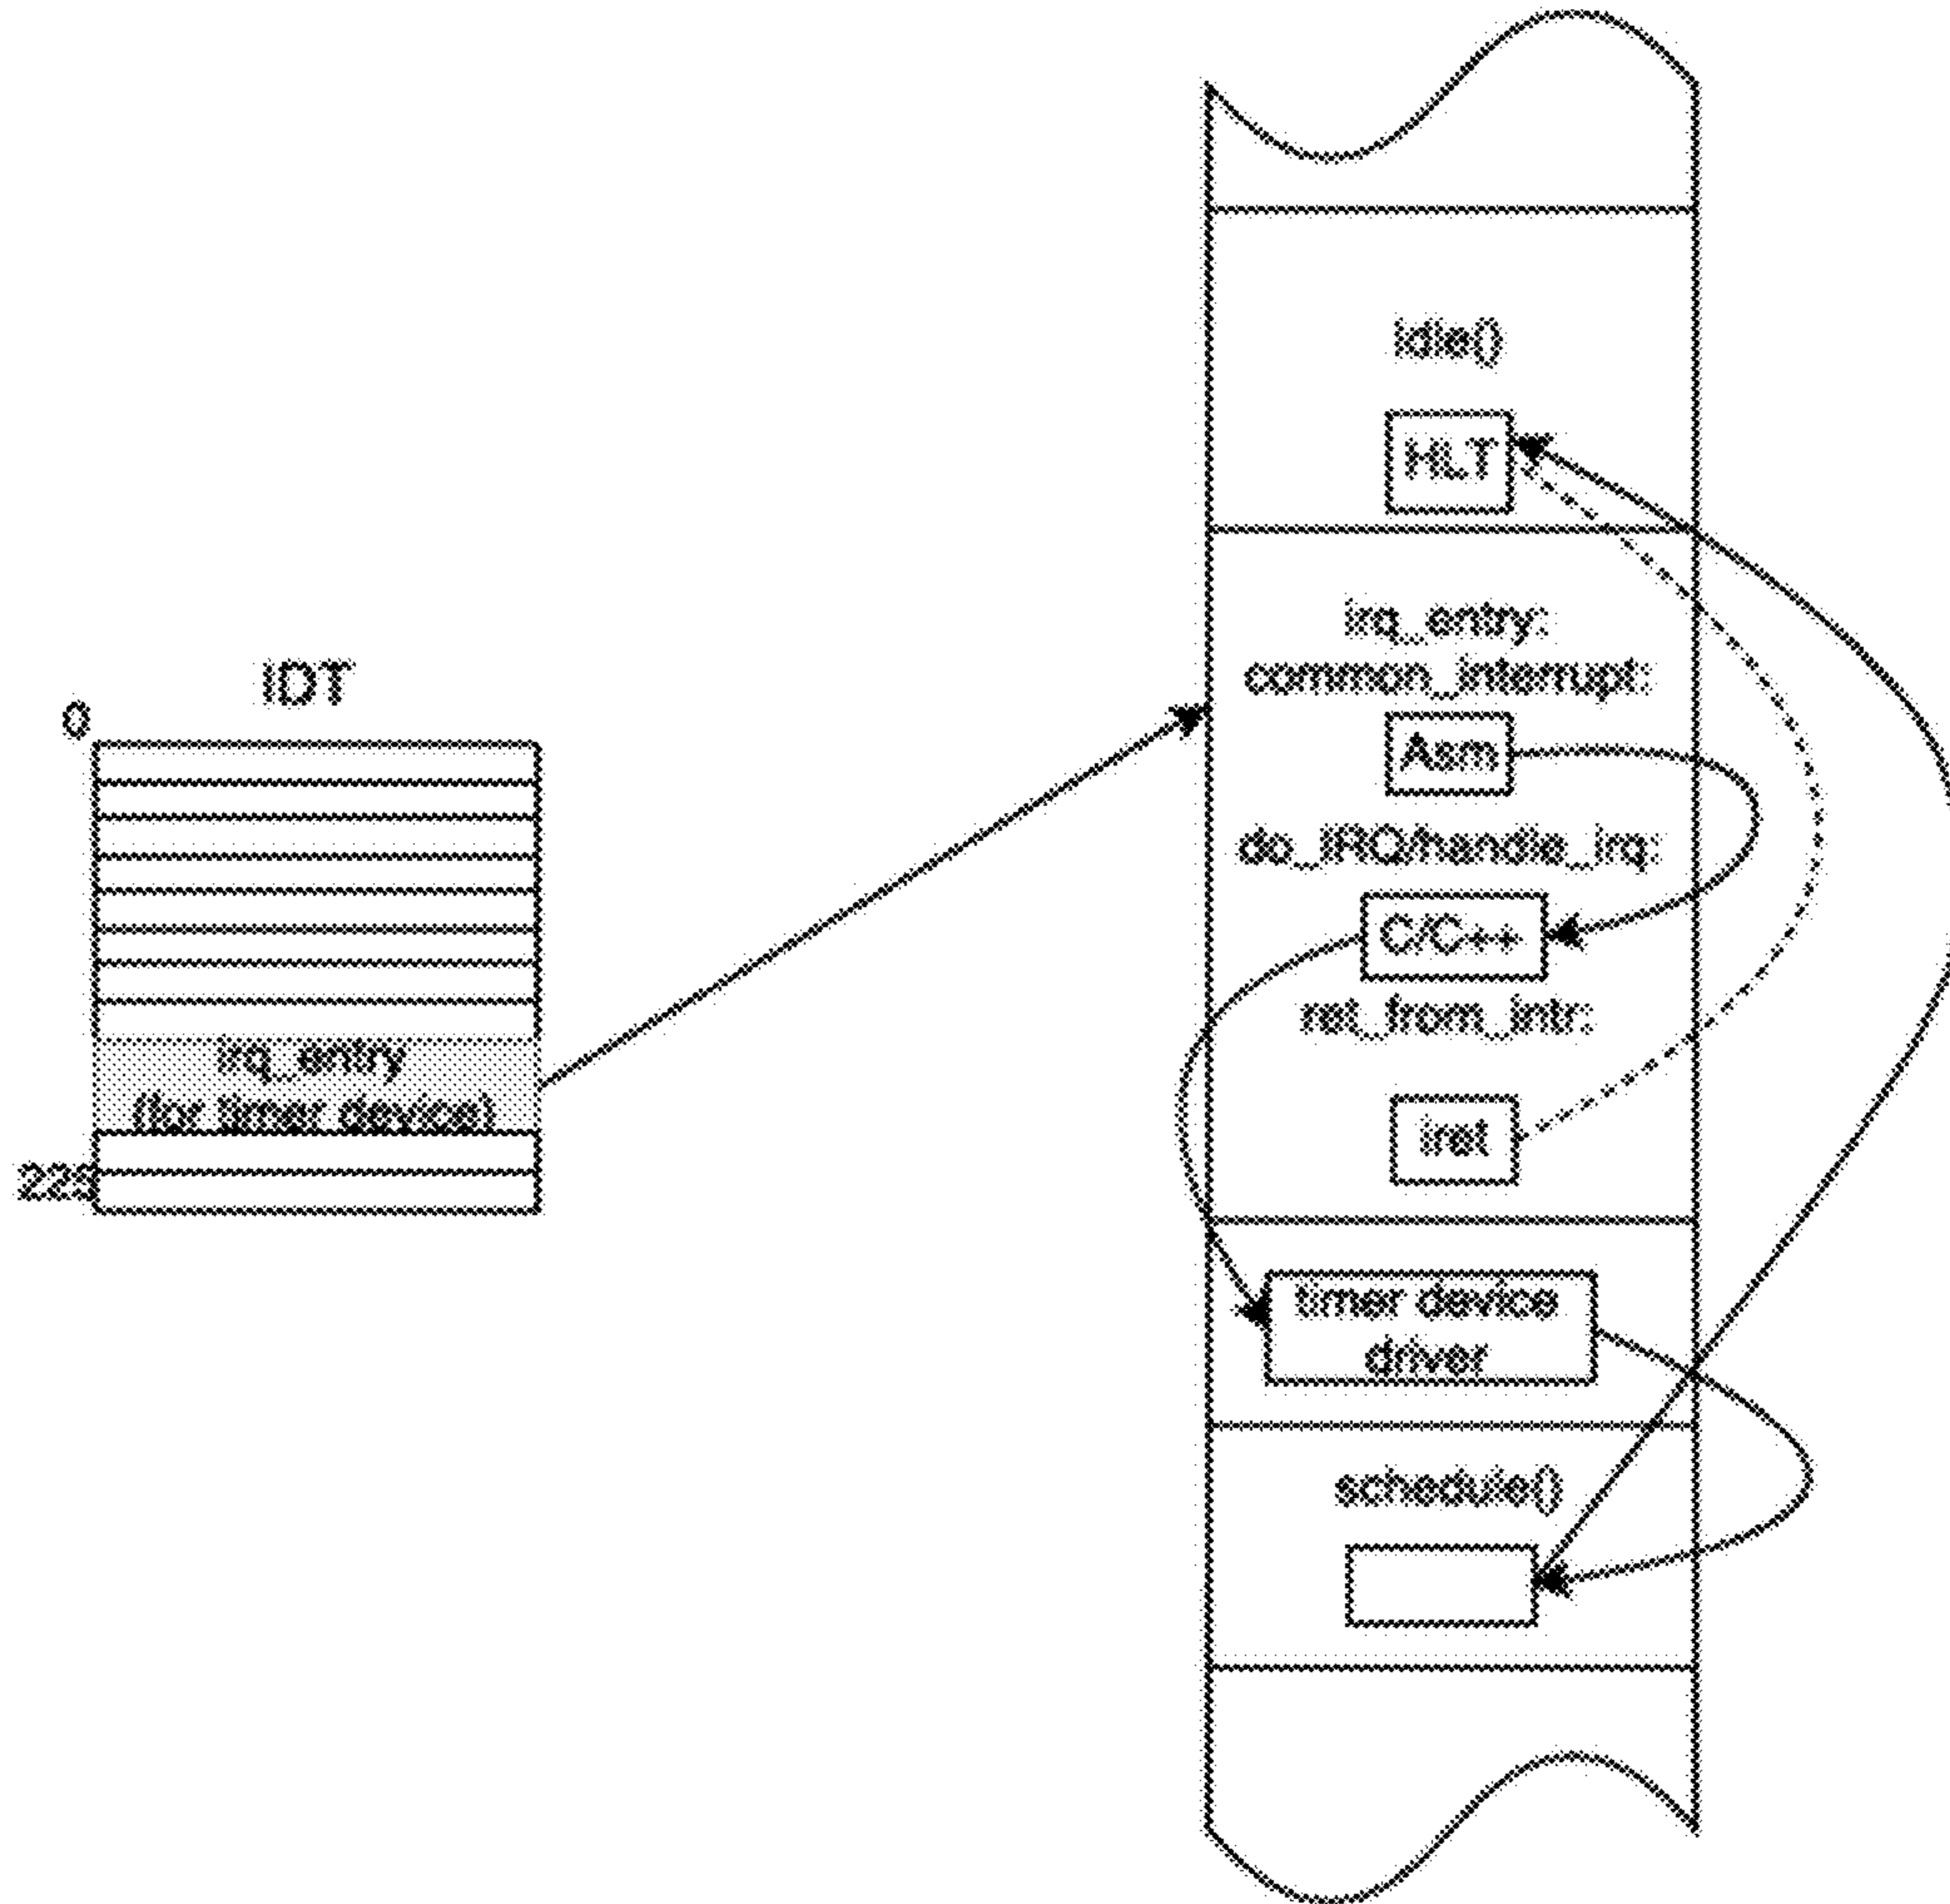 IDT
0
irq_entry
(for timer device)
225
idle()
HLT
irq_entry:
common_interrupt:
Asm
do_IRQ/handle_irq:
C/C++
ret_from_intr:
iret
timer device
driver
schedule()